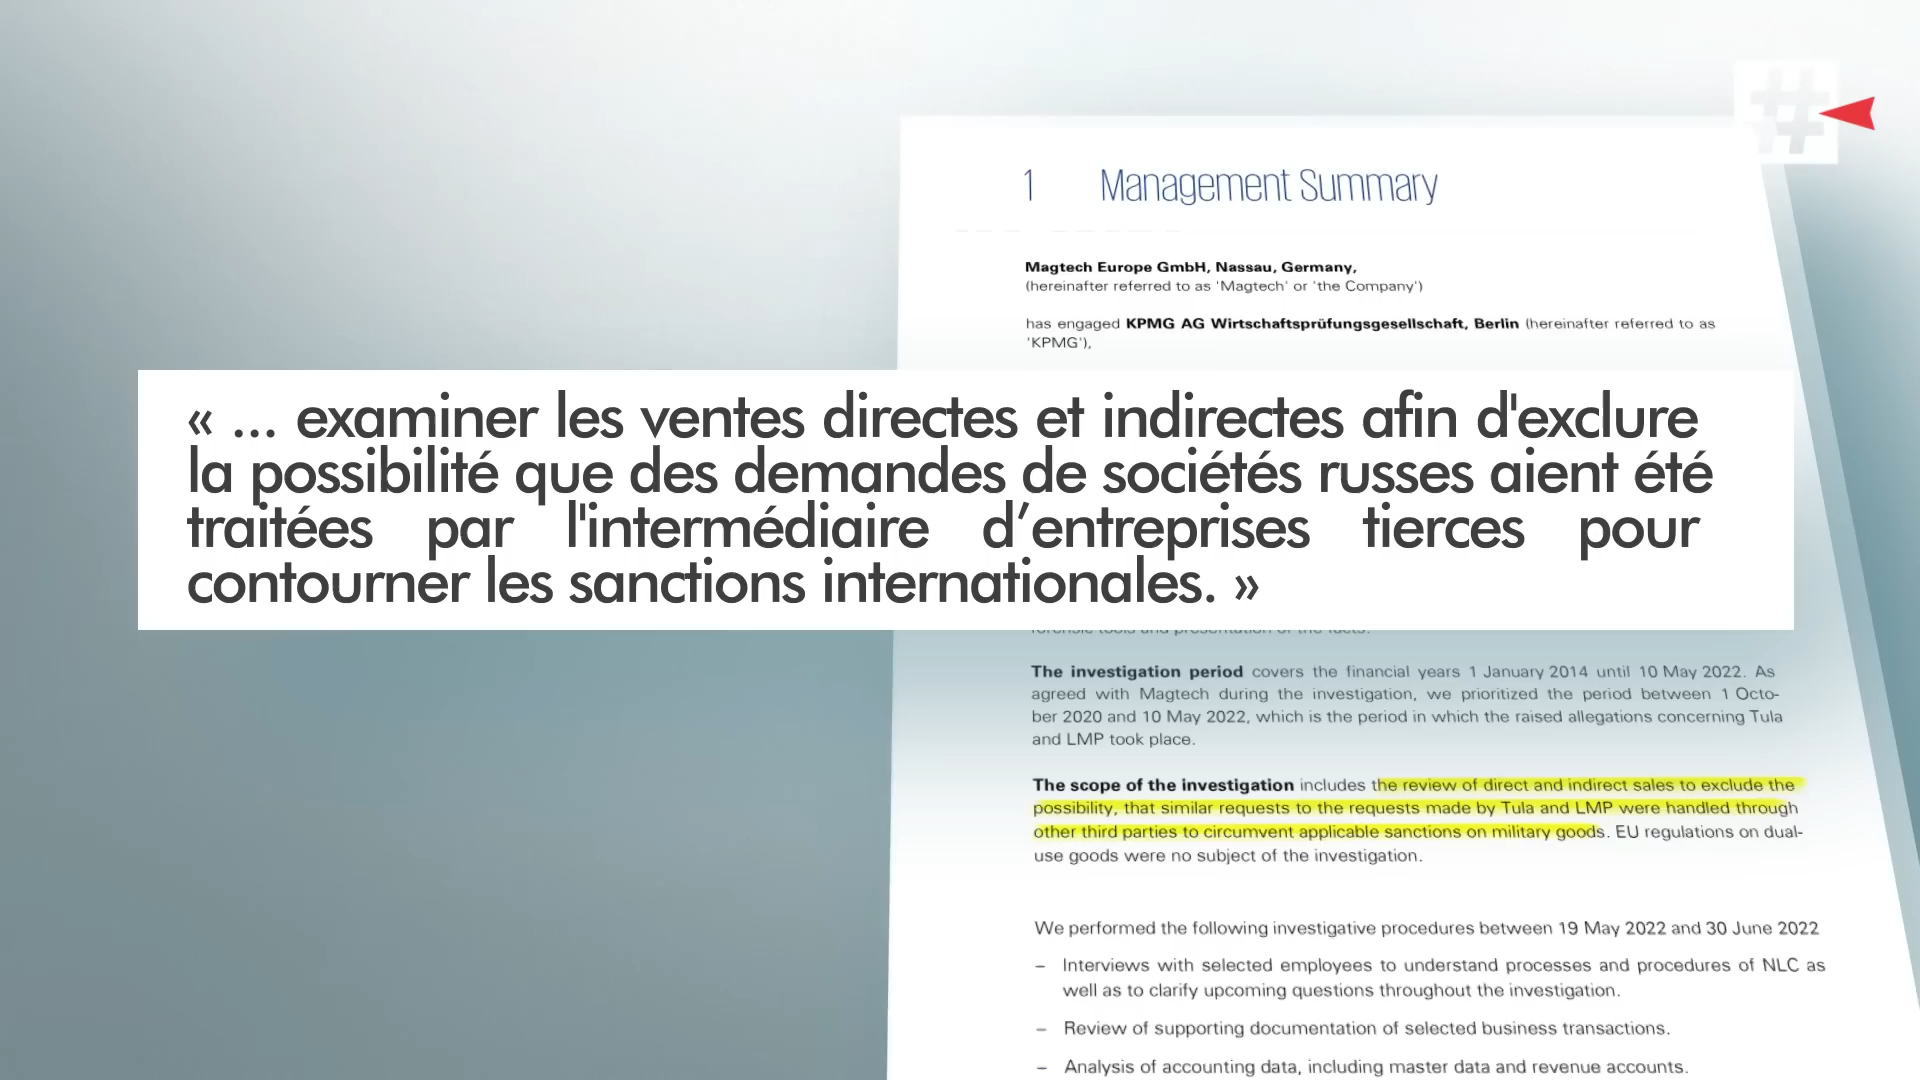 #
1 Management Summary
Magtech Europe GmbH, Nassau, Germany,
(hereinafter referred to as 'Magtech' or 'the Company')
has engaged KPMG AG Wirtschaftsprüfungsgesellschaft, Berlin (hereinafter referred to as
'KPMG'),
« ... examiner les ventes directes et indirectes afin d'exclure
la possibilité que des demandes de sociétés russes aient été
traitées par l'intermédiaire d’entreprises tierces pour
contourner les sanctions internationales. »
forensic tools and presentation of the facts.
The investigation period covers the financial years 1 January 2014 until 10 May 2022. As
agreed with Magtech during the investigation, we prioritized the period between 1 Octo-
ber 2020 and 10 May 2022, which is the period in which the raised allegations concerning Tula
and LMP took place.
The scope of the investigation includes the review of direct and indirect sales to exclude the
possibility, that similar requests to the requests made by Tula and LMP were handled through
other third parties to circumvent applicable sanctions on military goods. EU regulations on dual-
use goods were no subject of the investigation.
We performed the following investigative procedures between 19 May 2022 and 30 June 2022
– Interviews with selected employees to understand processes and procedures of NLC as
well as to clarify upcoming questions throughout the investigation.
– Review of supporting documentation of selected business transactions.
– Analysis of accounting data, including master data and revenue accounts.